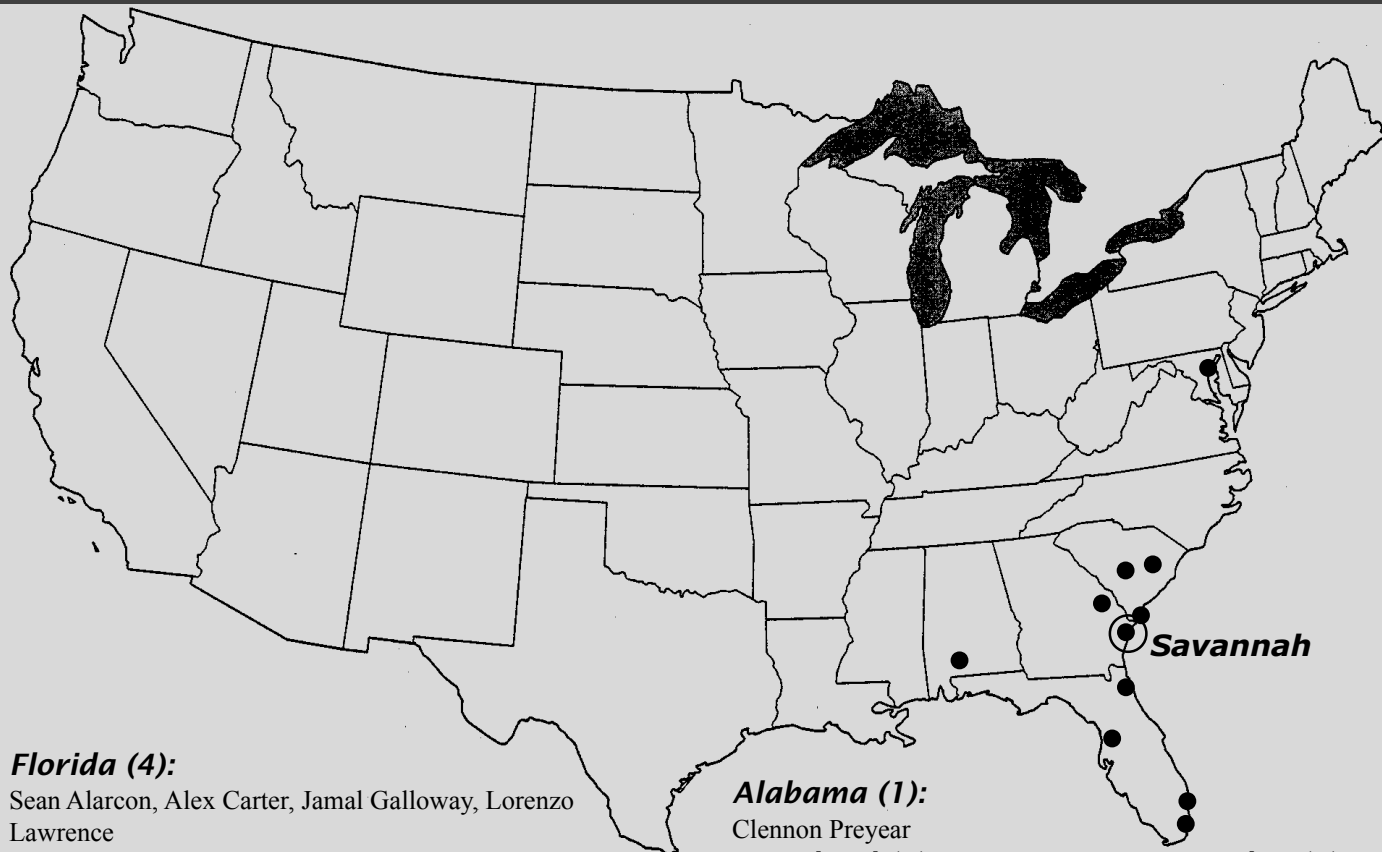 Savannah
Florida (4):
Sean Alarcon, Alex Carter, Jamal Galloway, Lorenzo
Lawrence
Alabama (1):
Clennon Preyear